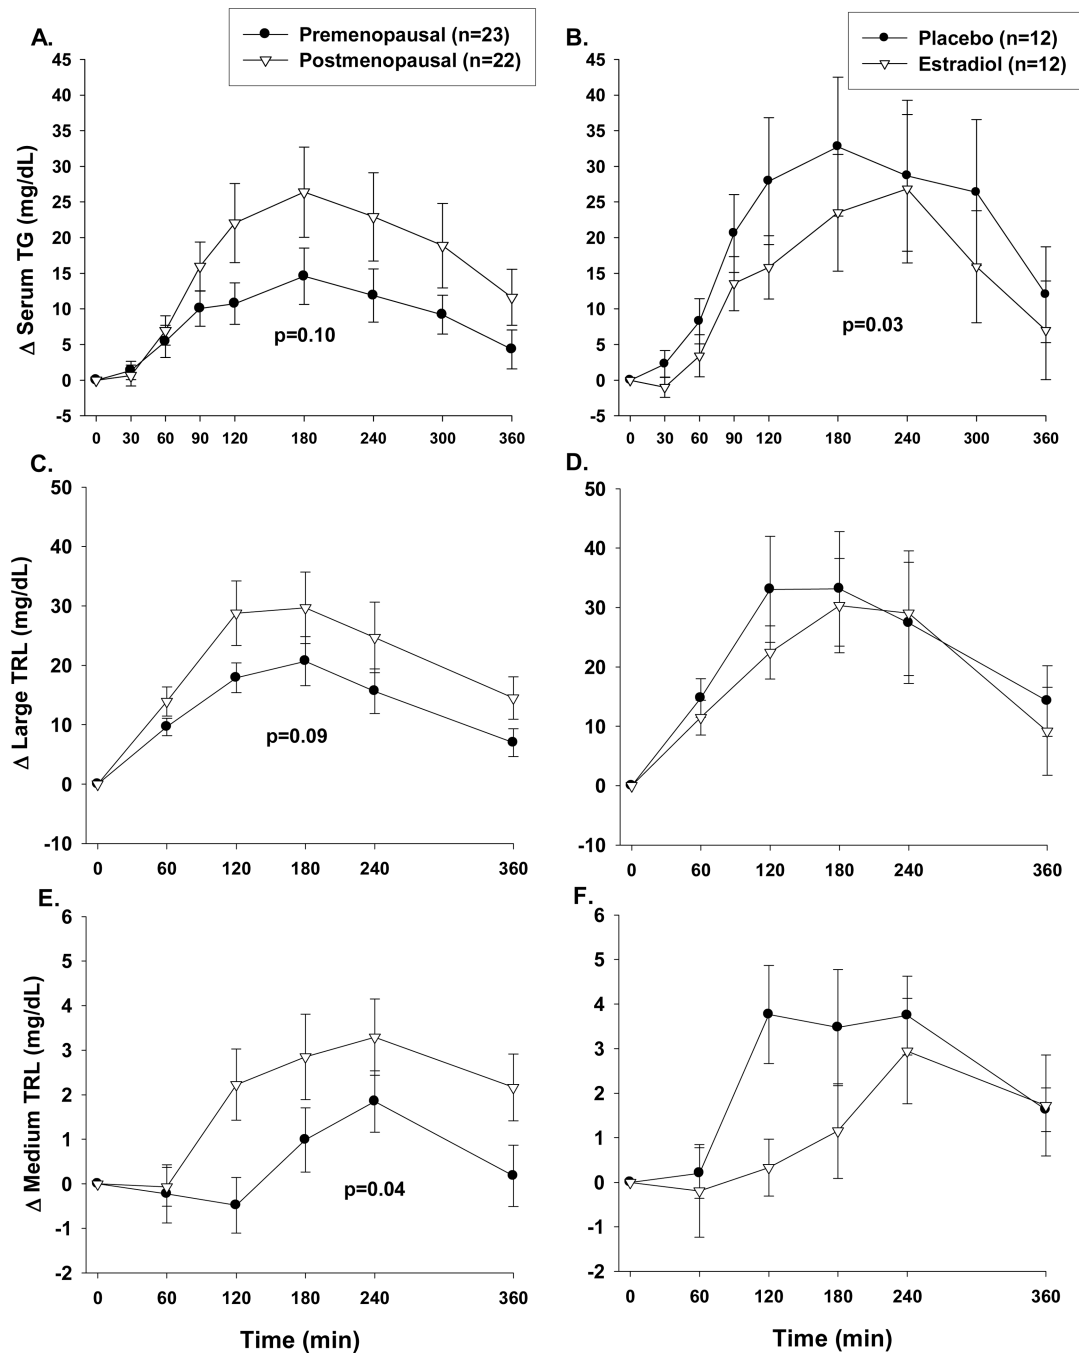 A.
Premenopausal (n=23)
Postmenopausal (n=22)
Δ Serum TG (mg/dL)
45
40
35
30
25
20
15
10
5
0
-5
p=0.10
0 30 60 90 120 180 240 300 360
B.
Placebo (n=12)
Estradiol (n=12)
45
40
35
30
25
20
15
10
5
0
-5
p=0.03
0 30 60 90 120 180 240 300 360
C.
Δ Large TRL (mg/dL)
50
40
30
20
10
0
-10
p=0.09
0 60 120 180 240 360
D.
50
40
30
20
10
0
-10
0 60 120 180 240 360
E.
Δ Medium TRL (mg/dL)
6
5
4
3
2
1
0
-1
-2
p=0.04
0 60 120 180 240 360
Time (min)
F.
6
5
4
3
2
1
0
-1
-2
0 60 120 180 240 360
Time (min)